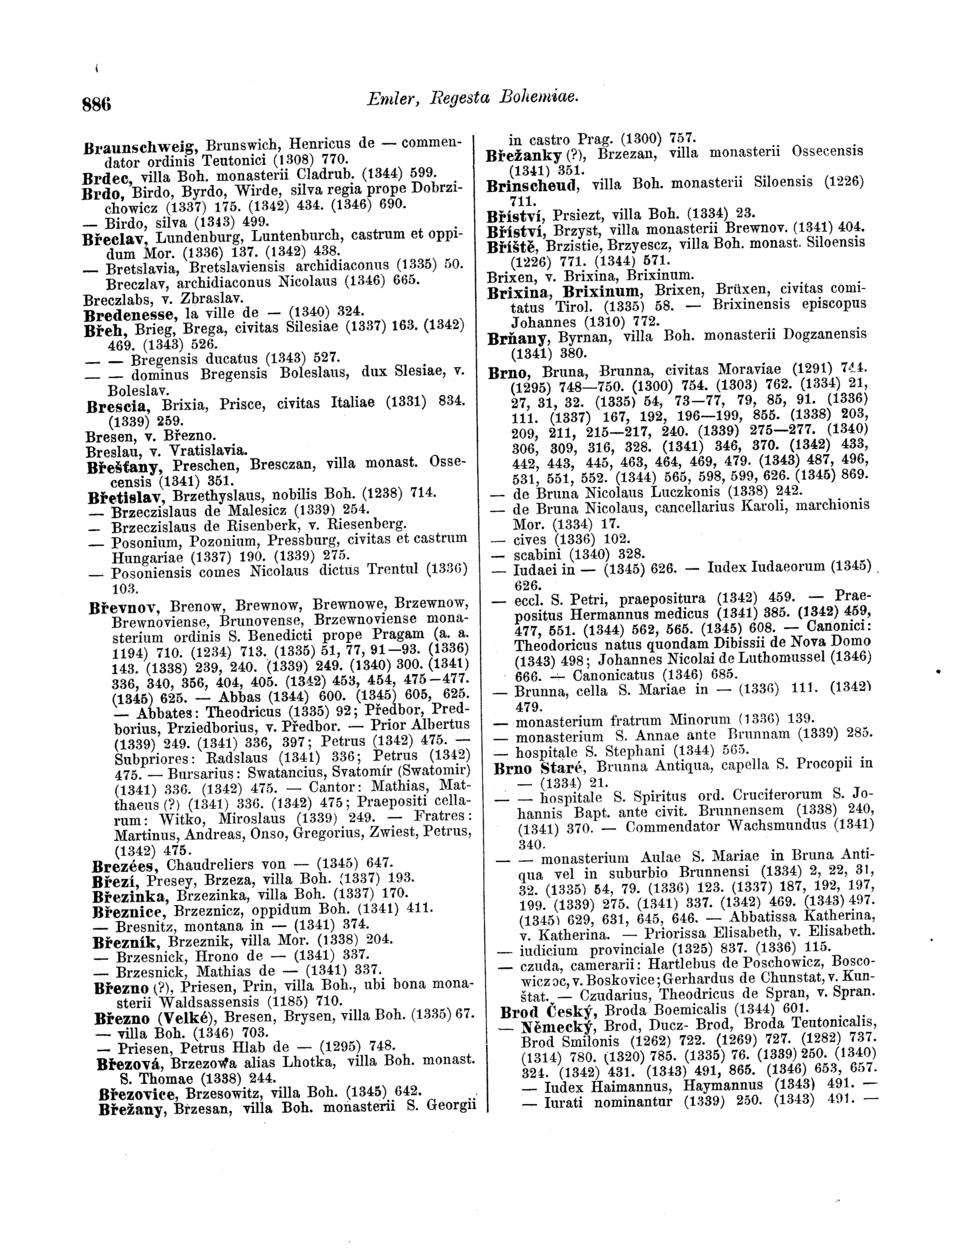 886
Emler, Regesta Bohemiae.
Braunschweig, Brunswich, Henricus de — commen-
dator ordinis Teutonici (1308) 770.
Brdec, villa Boh. monasterii Cladrub. (1344) 599.
Brdo, Birdo, Byrdo, Wirde, silva regia prope Dobrzi-
chowicz (1337) 175. (1342) 434. (1346) 690.
— Birdo, silva (1343) 499.
Břeclav, Lundenburg, Luntenburch, castrum et oppi-
dum Mor. (1336) 137. (1342) 438.
— Bretslavia, Bretslaviensis archidiaconus (1335) 50.
Breczlav, archidiaconus Nicolaus (1346) 665.
Breczlabs, v. Zbraslav.
Bredenesse, la ville de — (1340) 324.
Břeh, Brieg, Brega, civitas Silesiae (1337) 163. (1342)
469. (1343) 526.
— — Bregensis ducatus (1343) 527.
— — dominus Bregensis Boleslaus, dux Slesiae, v.
Boleslav.
Brescia, Brixia, Prisce, civitas Italiae (1331) 834.
(1339) 259.
Bresen, v. Březno.
Breslau, v. Vratislavia.
Břešťany, Preschen, Bresczan, villa monast. Osse-
censis (1341) 351.
Břetislav, Brzethyslaus, nobilis Boh. (1238) 714.
— Brzeczislaus de Malesicz (1339) 254.
— Brzeczislaus de Risenberk, v. Riesenberg.
— Posonium, Pozonium, Pressburg, civitas et castrum
Hungariae (1337) 190. (1339) 275.
— Posoniensis comes Nicolaus dictus Trentul (1336)
103.
Břevnov, Brenow, Brewnow, Brewnowe, Brzewnow,
Brewnoviense, Brunovense, Brzewnoviense mona-
sterium ordinis S. Benedicti prope Pragam (a. a.
1194) 710. (1234) 713. (1335) 51, 77, 91—93. (1336)
143. (1338) 239, 240. (1339) 249. (1340) 300. (1341)
336, 340, 356, 404, 405. (1342) 453, 454, 475—477.
(1345) 625. — Abbas (1344) 600. (1345) 605, 625.
— Abbates: Theodricus (1335) 92; Předbor, Pred-
borius, Prziedborius, v. Předbor. — Prior Albertus
(1339) 249. (1341) 336, 397; Petrus (1342) 475. —
Subpriores: Radslaus (1341) 336; Petrus (1342)
475. — Bursarius: Swatancius, Svatomír (Swatomir)
(1341) 336. (1342) 475. — Cantor: Mathias, Mat-
thaeus (?) (1341) 336. (1342) 475; Praepositi cella-
rum: Witko, Miroslaus (1339) 249. — Fratres:
Martinus, Andreas, Onso, Gregorius, Zwiest, Petrus,
(1342) 475.
Brezées, Chaudreliers von — (1345) 647.
Březí, Presey, Brzeza, villa Boh. (1337) 193.
Březinka, Brzezinka, villa Boh. (1337) 170.
Březnice, Brzeznicz, oppidum Boh. (1341) 411.
— Bresnitz, montana in — (1341) 374.
Březník, Brzeznik, villa Mor. (1338) 204.
— Brzesnick, Hrono de — (1341) 337.
— Brzesnick, Mathias de — (1341) 337.
Březno (?), Priesen, Prin, villa Boh., ubi bona mona-
sterii Waldsassensis (1185) 710.
Březno (Velké), Bresen, Brysen, villa Boh. (1335) 67.
— villa Boh. (1346) 703.
— Priesen, Petrus Hlab de — (1295) 748.
Březová, Brzezowa alias Lhotka, villa Boh. monast.
S. Thomae (1338) 244.
Březovice, Brzesowitz, villa Boh. (1345) 642.
Břežany, Brzesan, villa Boh. monasterii S. Georgii
in castro Prag. (1300) 757.
Břežanky (?), Brzezan, villa monasterii Ossecensis
(1341) 351.
Brinscheud, villa Boh. monasterii Siloensis (1226)
711.
Bříství, Prsiezt, villa Boh. (1334) 23.
Bříství, Brzyst, villa monasterii Brewnov. (1341) 404.
Bříště, Brzistie, Brzyescz, villa Boh. monast. Siloensis
(1226) 771. (1344) 571.
Brixen, v. Brixina, Brixinum.
Brixina, Brixinum, Brixen, Brüxen, civitas comi-
tatus Tirol. (1335) 58. — Brixinensis episcopus
Johannes (1310) 772.
Brňany, Byrnan, villa Boh. monasterii Dogzanensis
(1341) 380.
Brno, Bruna, Brunna, civitas Moraviae (1291) 744.
(1295) 748—750. (1300) 754. (1303) 762. (1334) 21,
27, 31, 32. (1335) 54, 73—77, 79, 85, 91. (1336)
111. (1337) 167, 192, 196—199, 855. (1338) 203,
209, 211, 215—217, 240. (1339) 275—277. (1340)
306, 309, 316, 328. (1341) 346, 370. (1342) 433,
442, 443, 445, 463, 464, 469, 479. (1343) 487, 496,
531, 551, 552. (1344) 565, 598, 599, 626. (1345) 869.
— de Bruna Nicolaus Luczkonis (1338) 242.
— de Bruna Nicolaus, cancellarius Karoli, marchionis
Mor. (1334) 17.
— cives (1336) 102.
— scabini (1340) 328.
— Iudaei in — (1345) 626. — Iudex Iudaeorum (1345)
626.
— eccl. S. Petri, praepositura (1342) 459. — Prae-
positus Hermannus medicus (1341) 385. (1342) 459,
477, 551. (1344) 562, 565. (1345) 608. — Canonici:
Theodoricus natus quondam Dibissii de Nova Domo
(1343) 498; Johannes Nicolai de Luthomussel (1346)
666. — Canonicatus (1346) 685.
— Brunna, cella S. Mariae in — (1336) 111. (1342)
479.
— monasterium fratrum Minorum (1336) 139.
— monasterium S. Annae ante Brunnam (1339) 285.
— hospitale S. Stephani (1344) 565.
Brno Staré, Brunna Antiqua, capella S. Procopii in
— (1334) 21.
— — hospitale S. Spiritus ord. Cruciferorum S. Jo-
hannis Bapt. ante civit. Brunnensem (1338) 240,
(1341) 370. — Commendator Wachsmundus (1341)
340.
— — monasterium Aulae S. Mariae in Bruna Anti-
qua vel in suburbio Brunnensi (1334) 2, 22, 31,
32. (1335) 54, 79. (1336) 123. (1337) 187, 192, 197,
199. (1339) 275. (1341) 337. (1342) 469. (1343) 497.
(1345) 629, 631, 645, 646. — Abbatissa Katherina,
v. Katherina. — Priorissa Elisabeth, v. Elisabeth.
— iudicium provinciale (1325) 837. (1336) 115.
— czuda, camerarii: Hartlebus de Poschowicz, Bosco-
wiczoc, v. Boskovice; Gerhardus de Chunstat, v. Kun-
štat. — Czudarius, Theodricus de Spran, v. Spran.
Brod Český, Broda Boemicalis (1344) 601.
— Německý, Brod, Ducz- Brod, Broda Teutonicalis,
Brod Smilonis (1262) 722. (1269) 727. (1282) 737.
(1314) 780. (1320) 785. (1335) 76. (1339) 250. (1340)
324. (1342) 431. (1343) 491, 865. (1346) 653, 657.
— Iudex Haimannus, Haymannus (1343) 491. —
— Iurati nominantur (1339) 250. (1343) 491. —